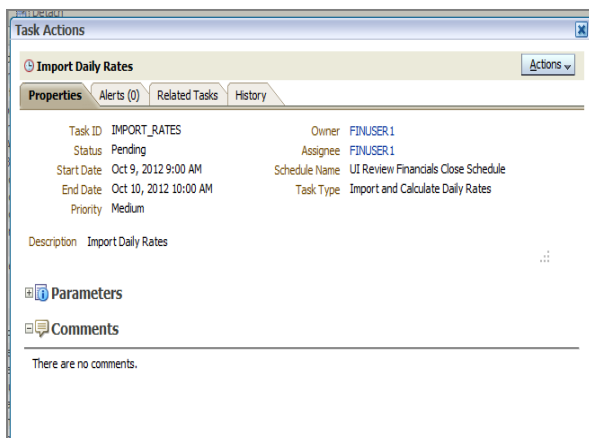 Detach
Task Actions
Import Daily Rates
Actions
Properties
Alerts (0)
Related Tasks
History
Task ID IMPORT_RATES
Owner FINUSER1
Status Pending
Assignee FINUSER1
Start Date Oct 9, 2012 9:00 AM
Schedule Name UI Review Financials Close Schedule
End Date Oct 10, 2012 10:00 AM
Task Type Import and Calculate Daily Rates
Priority Medium
Description Import Daily Rates
Parameters
Comments
There are no comments.